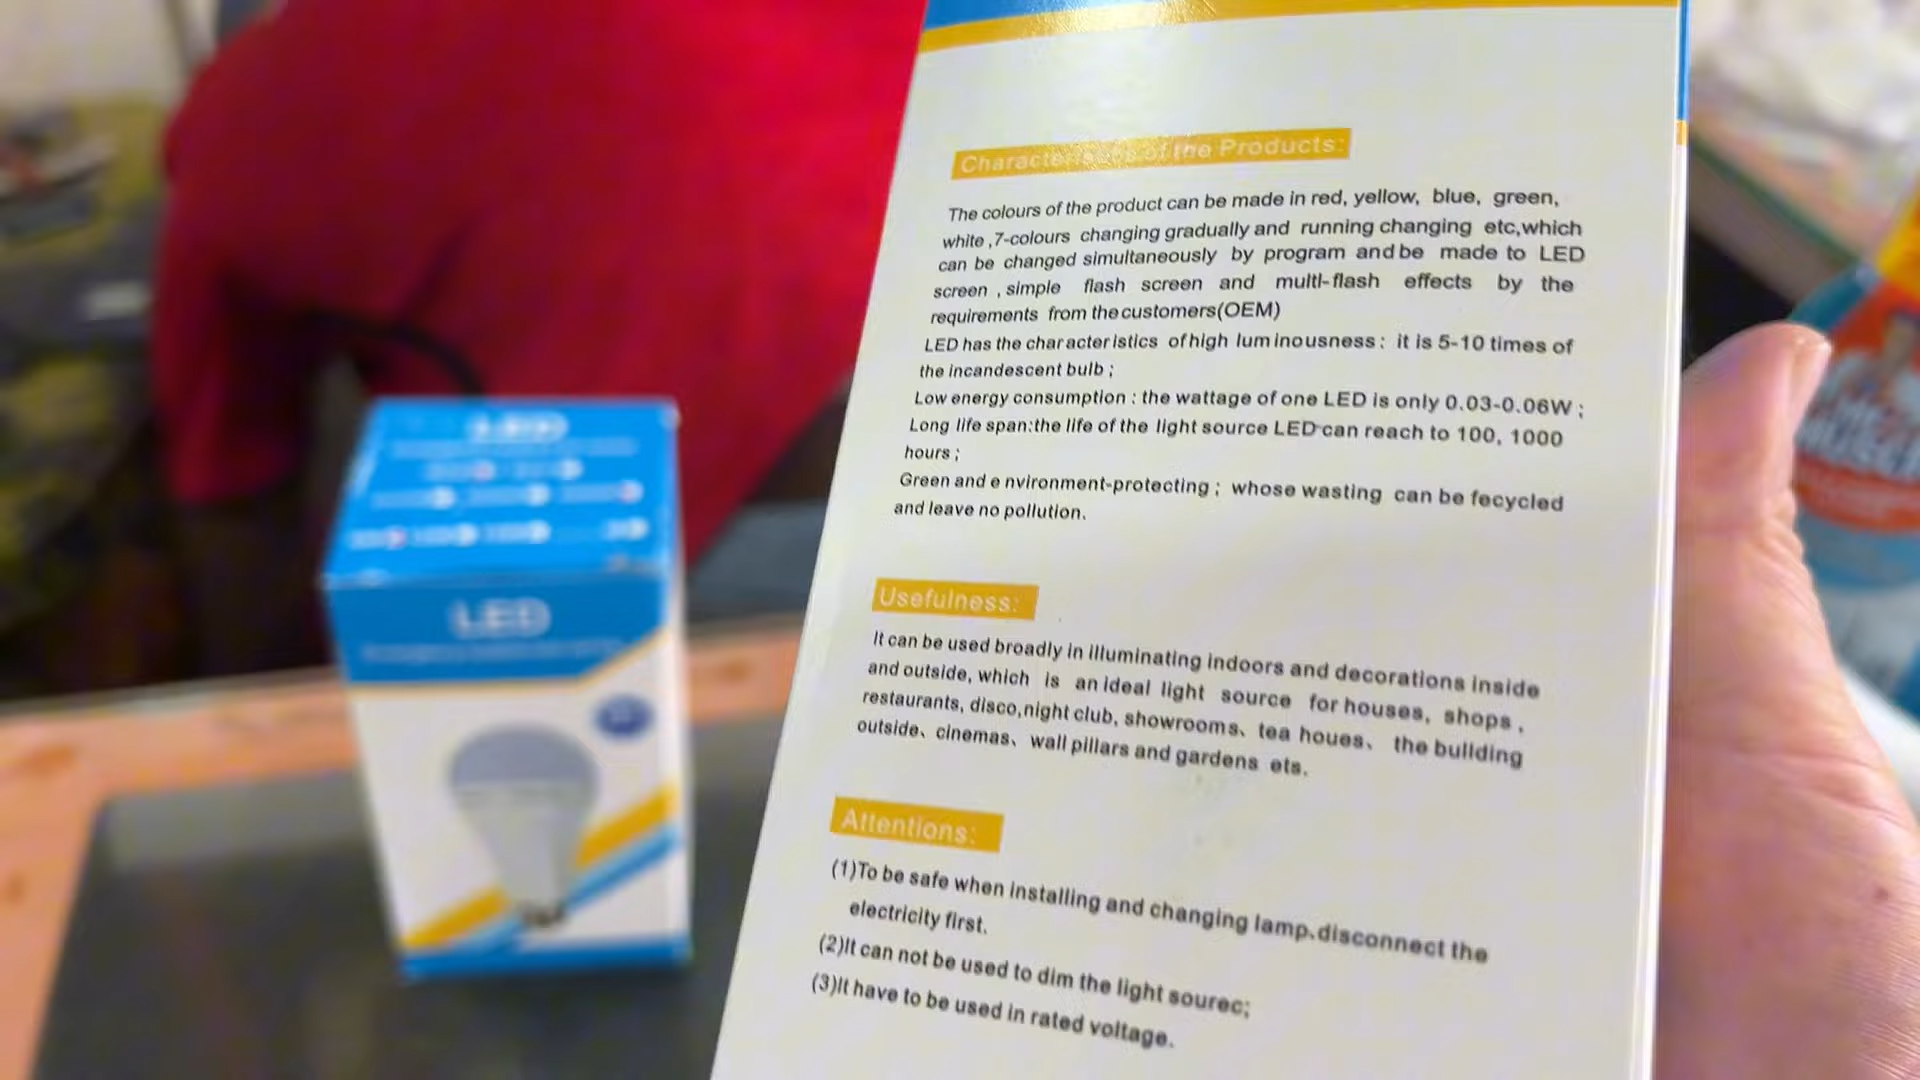 Characteristics of the Products:
The colours of the product can be made in red, yellow, blue, green,
white ,7-colours changing gradually and running changing etc,which
can be changed simultaneously by program and be made to LED
screen , simple flash screen and multi-flash effects by the
requirements from the customers(OEM)
LED has the characteristics of high luminousness : it is 5-10 times of
the incandescent bulb ;
Low energy consumption : the wattage of one LED is only 0.03-0.06W ;
Long life span:the life of the light source LED can reach to 100, 1000
hours ;
Green and e nvironment-protecting ; whose wasting can be fecycled
and leave no pollution.
Usefulness:
It can be used broadly in illuminating indoors and decorations inside
and outside, which is an ideal light source for houses, shops ,
restaurants, disco,night club, showrooms、tea houes、 the building
outside、cinemas、wall pillars and gardens ets.
Attentions:
(1)To be safe when installing and changing lamp、disconnect the
electricity first.
(2)It can not be used to dim the light sourec;
(3)It have to be used in rated voltage.
LED
LED